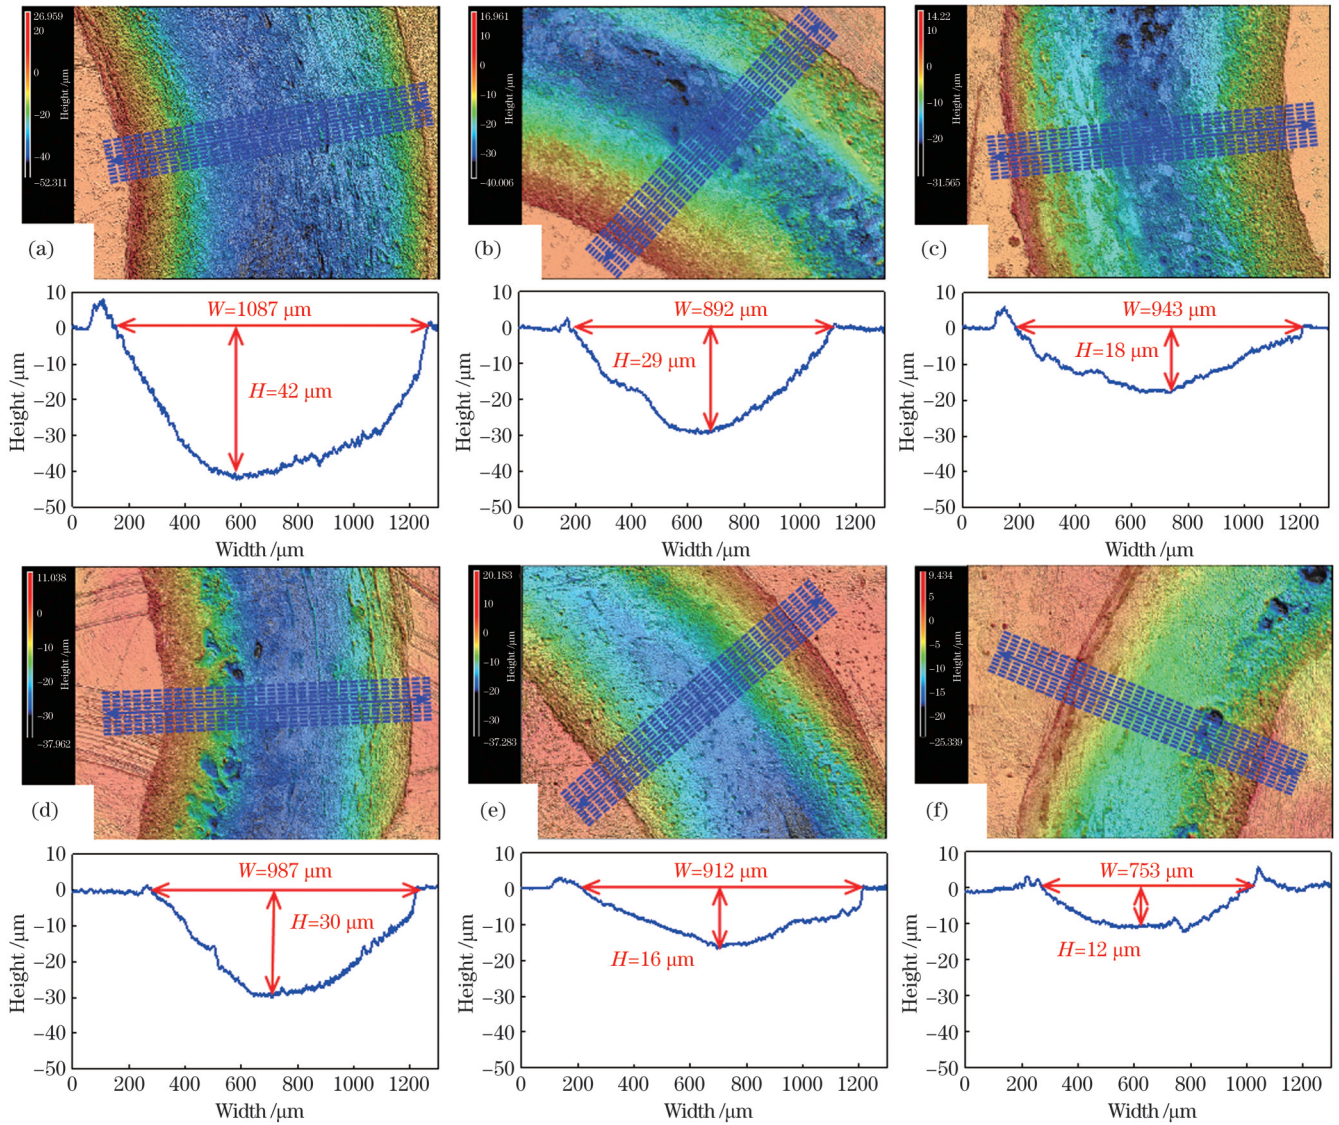 26.959
20
0
−20
−40
−52.311
Height /μm
(a)
16.961
10
0
−10
−20
−30
−40.006
Height /μm
(b)
14.22
10
0
−10
−20
−31.565
Height /μm
(c)
10
0
−10
−20
−30
−40
−50
Height /μm
W=1087 μm
H=42 μm
0 200 400 600 800 1000 1200
Width /μm
10
0
−10
−20
−30
−40
−50
Height /μm
W=892 μm
H=29 μm
0 200 400 600 800 1000 1200
Width /μm
10
0
−10
−20
−30
−40
−50
Height /μm
W=943 μm
H=18 μm
0 200 400 600 800 1000 1200
Width /μm
11.038
0
−10
−20
−30
−37.962
Height /μm
(d)
20.183
10
0
−10
−20
−30
−37.283
Height /μm
(e)
9.434
5
0
−5
−10
−15
−20
−25.339
Height /μm
(f)
10
0
−10
−20
−30
−40
−50
Height /μm
W=987 μm
H=30 μm
0 200 400 600 800 1000 1200
Width /μm
10
0
−10
−20
−30
−40
−50
Height /μm
W=912 μm
H=16 μm
0 200 400 600 800 1000 1200
Width /μm
10
0
−10
−20
−30
−40
−50
Height /μm
W=753 μm
H=12 μm
0 200 400 600 800 1000 1200
Width /μm